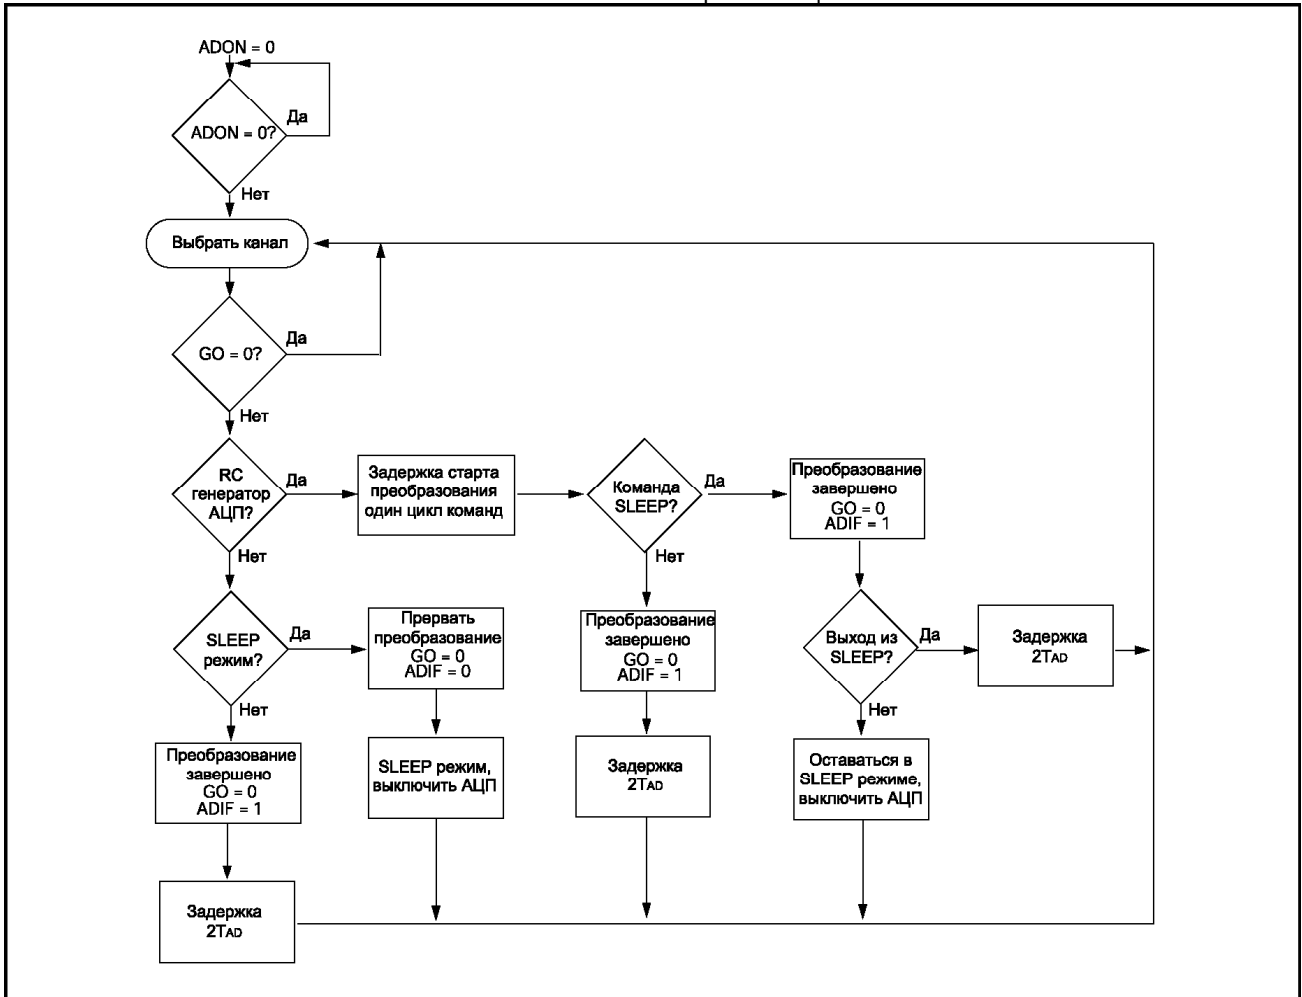 ADON = 0
Да
ADON = 0?
Нет
Выбрать канал
Да
GO = 0?
Нет
RC
генератор
АЦП?
Да
Задержка старта
преобразования
один цикл команд
Команда
SLEEP?
Да
Преобразование
завершено
GO = 0
ADIF = 1
Нет
Нет
SLEEP
режим?
Да
Прервать
преобразование
GO = 0
ADIF = 0
Преобразование
завершено
GO = 0
ADIF = 1
Выход из
SLEEP?
Да
Задержка
2TAD
Нет
Нет
Преобразование
завершено
GO = 0
ADIF = 1
SLEEP режим,
выключить АЦП
Задержка
2TAD
Оставаться в
SLEEP режиме,
выключить АЦП
Задержка
2TAD